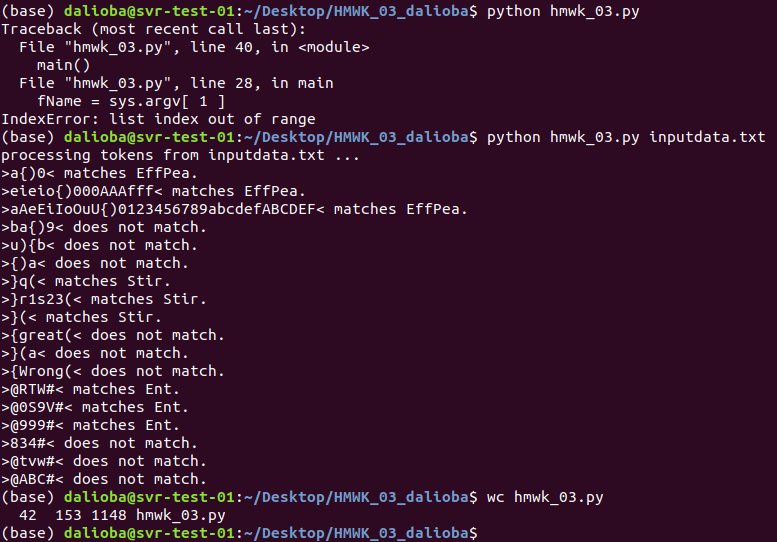 (base) dalioba@svr-test-01:~/Desktop/HMWK_03_dalioba$ python hmwk_03.py
Traceback (most recent call last):
  File "hmwk_03.py", line 40, in <module>
    main()
  File "hmwk_03.py", line 28, in main
    fName = sys.argv[ 1 ]
IndexError: list index out of range
(base) dalioba@svr-test-01:~/Desktop/HMWK_03_dalioba$ python hmwk_03.py inputdata.txt
processing tokens from inputdata.txt ...
>a{)0< matches EffPea.
>eieio{)000AAAfff< matches EffPea.
>aAeEiIoOuU{)0123456789abcdefABCDEF< matches EffPea.
>ba{)9< does not match.
>u){b< does not match.
>{)a< does not match.
>}q(< matches Stir.
>}r1s23(< matches Stir.
>}(< matches Stir.
>{great(< does not match.
>}(a< does not match.
>{Wrong(< does not match.
>@RTW#< matches Ent.
>@0S9V#< matches Ent.
>@999#< matches Ent.
>834#< does not match.
>@tvw#< does not match.
>@ABC#< does not match.
(base) dalioba@svr-test-01:~/Desktop/HMWK_03_dalioba$ wc hmwk_03.py
  42  153 1148 hmwk_03.py
(base) dalioba@svr-test-01:~/Desktop/HMWK_03_dalioba$